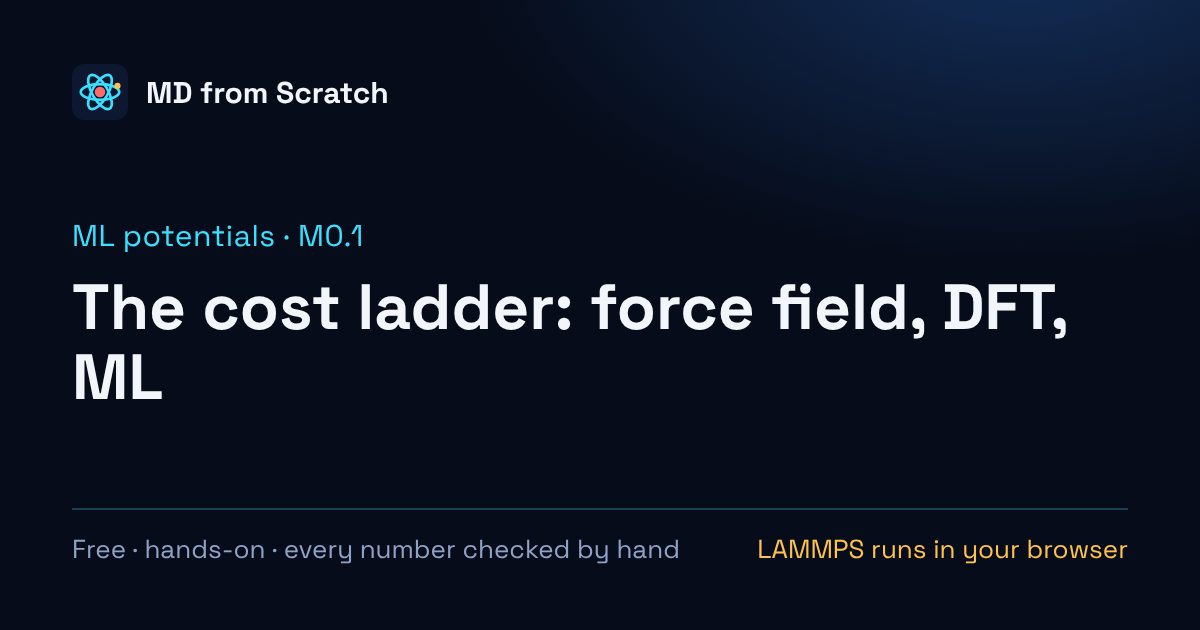 MD from Scratch
ML potentials · M0.1
The cost ladder: force field, DFT,
ML
Free · hands-on · every number checked by hand
LAMMPS runs in your browser